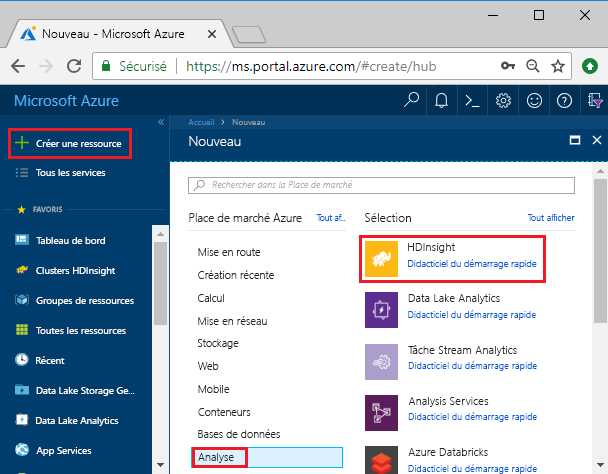 Nouveau - Microsoft Azure
Sécurisé https://ms.portal.azure.com/#create/hub
Microsoft Azure
Créer une ressource
Tous les services
FAVORIS
Tableau de bord
Clusters HDInsight
Groupes de ressources
Toutes les ressources
Récent
Data Lake Storage Ge...
Data Lake Analytics
App Services
Accueil > Nouveau
Nouveau
Rechercher dans la Place de marché
Place de marché Azure Tout af..
Mise en route
Création récente
Calcul
Mise en réseau
Stockage
Web
Mobile
Conteneurs
Bases de données
Analyse
Sélection Tout afficher
HDInsight
Didacticiel du démarrage rapide
Data Lake Analytics
Didacticiel du démarrage rapide
Tâche Stream Analytics
Didacticiel du démarrage rapide
Analysis Services
Didacticiel du démarrage rapide
Azure Databricks
Didacticiel du démarrage rapide